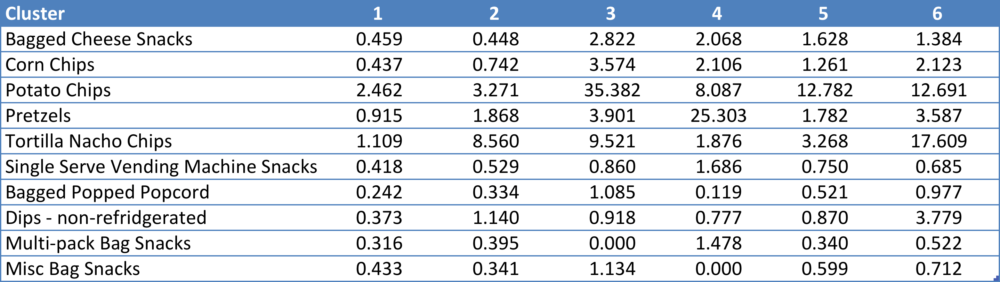 Cluster 1 2 3 4 5 6
Bagged Cheese Snacks 0.459 0.448 2.822 2.068 1.628 1.384
Corn Chips 0.437 0.742 3.574 2.106 1.261 2.123
Potato Chips 2.462 3.271 35.382 8.087 12.782 12.691
Pretzels 0.915 1.868 3.901 25.303 1.782 3.587
Tortilla Nacho Chips 1.109 8.560 9.521 1.876 3.268 17.609
Single Serve Vending Machine Snacks 0.418 0.529 0.860 1.686 0.750 0.685
Bagged Popped Popcord 0.242 0.334 1.085 0.119 0.521 0.977
Dips - non-refridgerated 0.373 1.140 0.918 0.777 0.870 3.779
Multi-pack Bag Snacks 0.316 0.395 0.000 1.478 0.340 0.522
Misc Bag Snacks 0.433 0.341 1.134 0.000 0.599 0.712